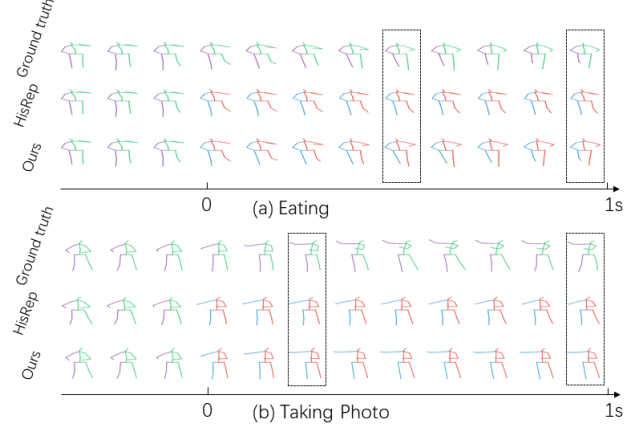 Ground truth
HisRep
Ours
0
1s
(a) Eating
Ground truth
HisRep
Ours
0
1s
(b) Taking Photo